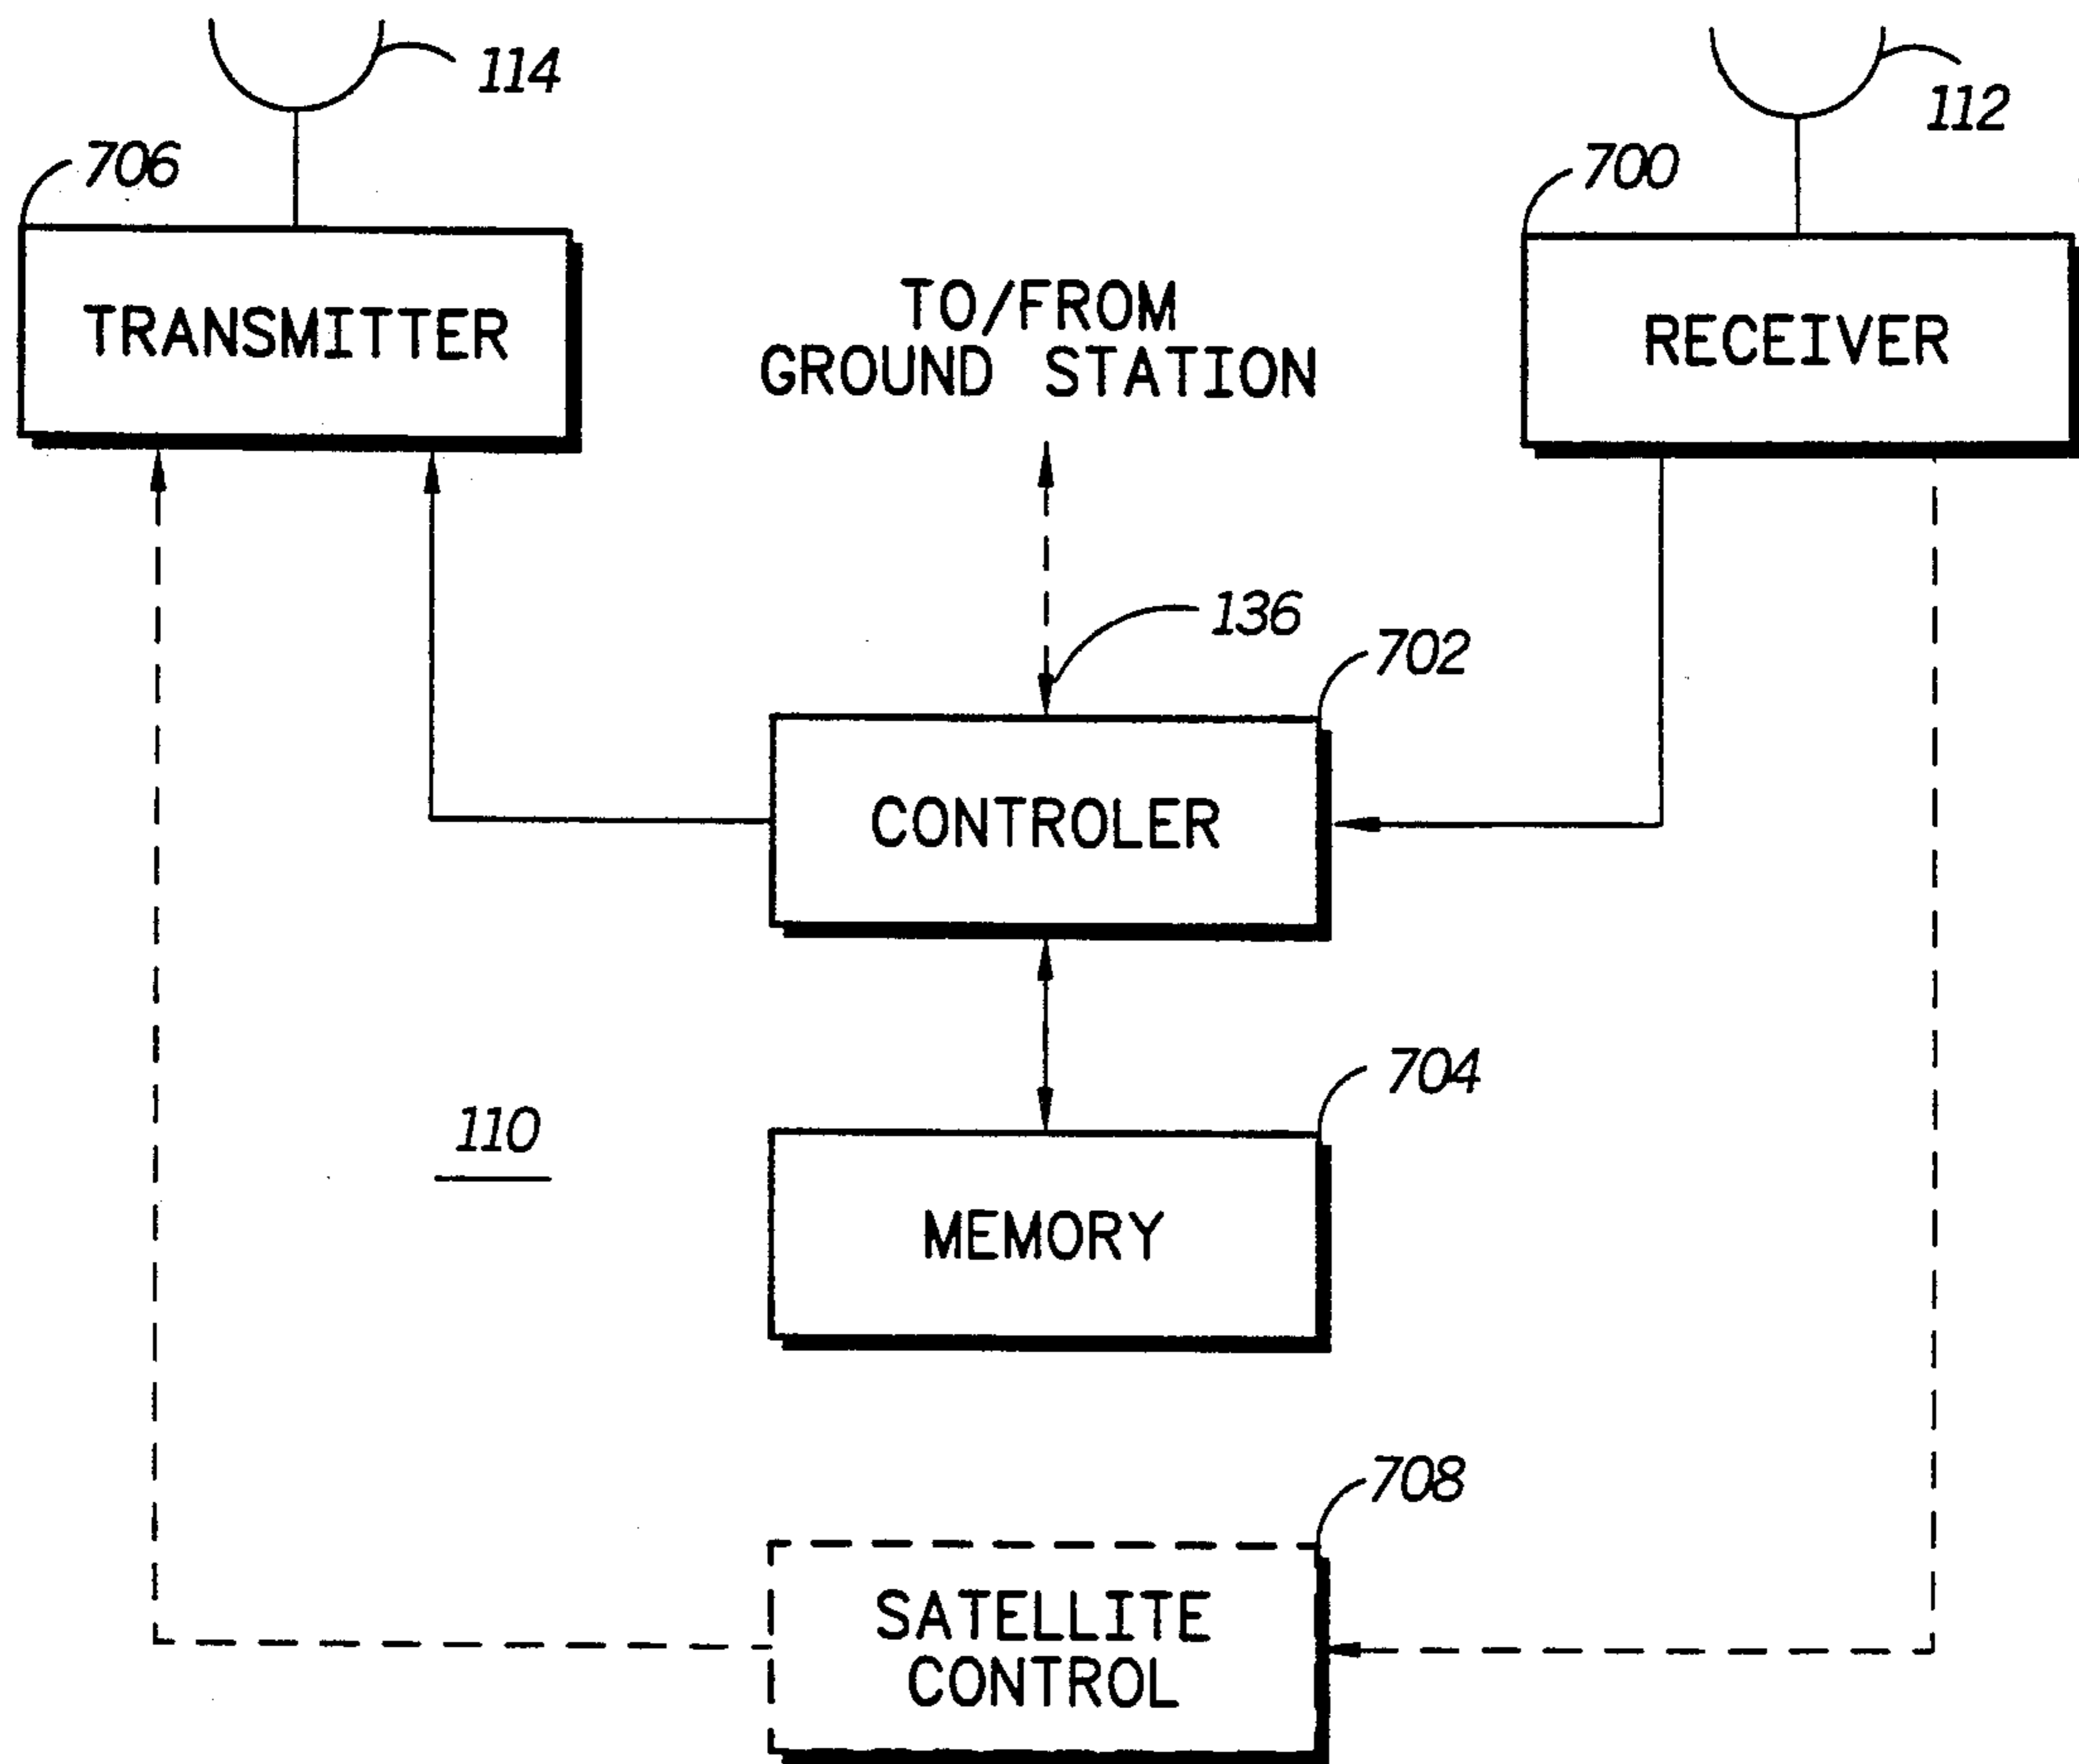 114
112
706
700
TRANSMITTER
TO/FROM
GROUND STATION
RECEIVER
136
702
CONTROLER
704
110
MEMORY
708
SATELLITE
CONTROL